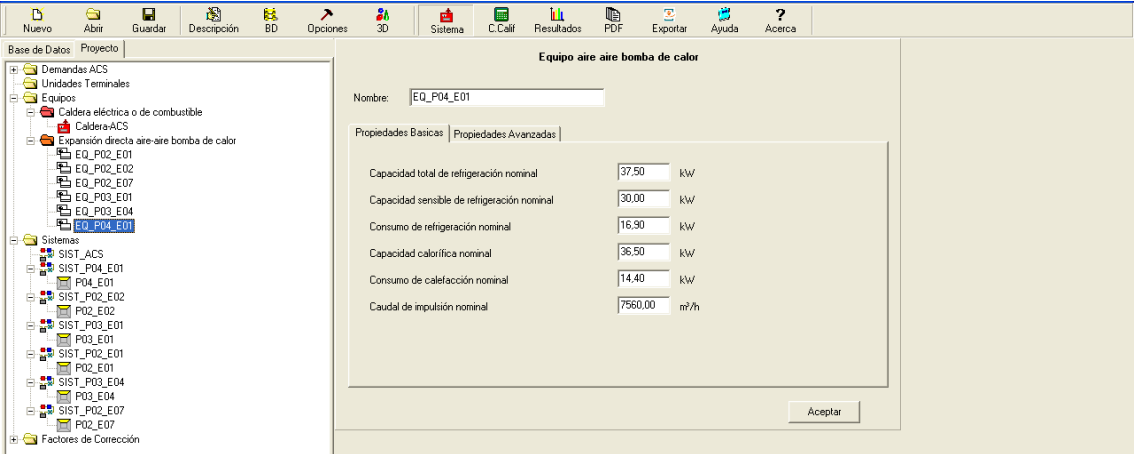 Nuevo Abrir Guardar Descripción BD Opciones 3D Sistema C.Calif Resultados PDF Exportar Ayuda Acerca
Base de Datos Proyecto
Demandas ACS
Unidades Terminales
Equipos
Caldera eléctrica o de combustible
Caldera-ACS
Expansión directa aire-aire bomba de calor
EQ_P02_E01
EQ_P02_E02
EQ_P02_E07
EQ_P03_E01
EQ_P03_E04
EQ_P04_E01
Sistemas
SIST_ACS
SIST_P04_E01
P04_E01
SIST_P02_E02
P02_E02
SIST_P03_E01
P03_E01
SIST_P02_E01
P02_E01
SIST_P03_E04
P03_E04
SIST_P02_E07
P02_E07
Factores de Corrección
Equipo aire aire bomba de calor
Nombre: EQ_P04_E01
Propiedades Basicas Propiedades Avanzadas
Capacidad total de refrigeración nominal 37,50 kW
Capacidad sensible de refrigeración nominal 30,00 kW
Consumo de refrigeración nominal 16,90 kW
Capacidad calorífica nominal 36,50 kW
Consumo de calefacción nominal 14,40 kW
Caudal de impulsión nominal 7560,00 m³/h
Aceptar